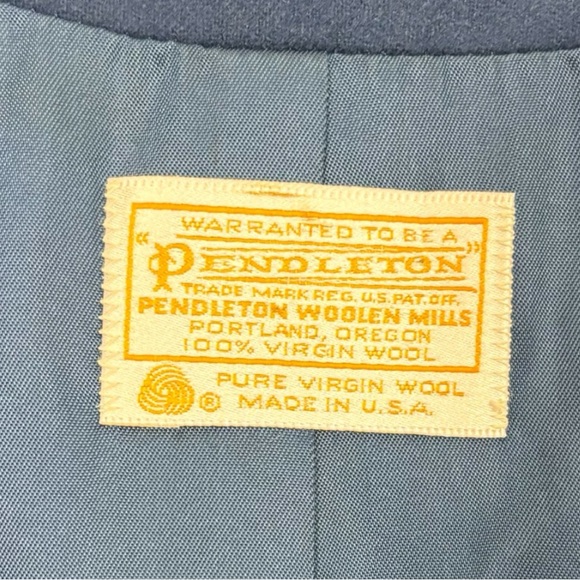 WARRANTED TO BE A
"PENDLETON"
TRADE MARK REG. U.S. PAT. OFF.
PENDLETON WOOLEN MILLS
PORTLAND, OREGON
100% VIRGIN WOOL
® PURE VIRGIN WOOL
MADE IN U.S.A.